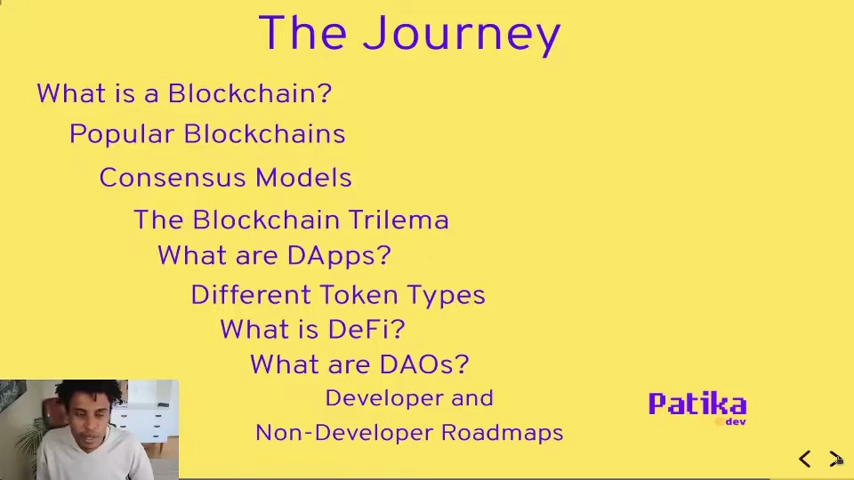 The Journey
What is a Blockchain?
Popular Blockchains
Consensus Models
The Blockchain Trilema
What are DApps?
Different Token Types
What is DeFi?
What are DAOs?
Developer and
Non-Developer Roadmaps
Patika
dev